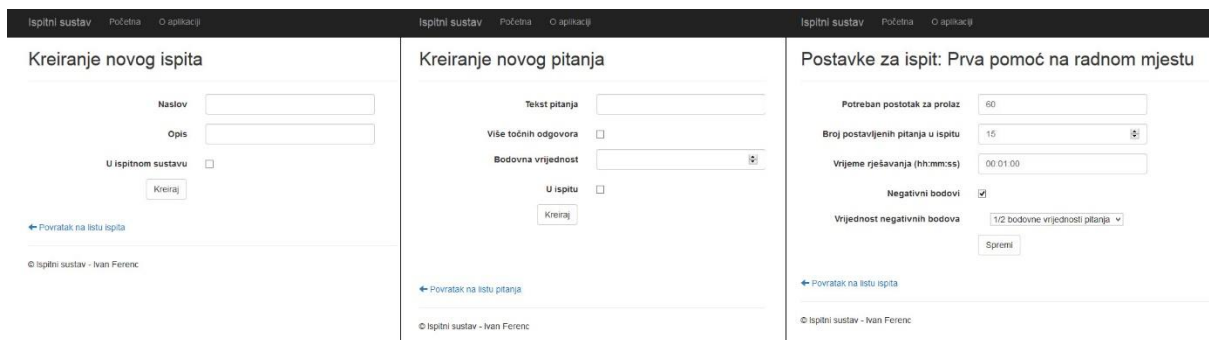 Ispitni sustav Početna O aplikaciji
Kreiranje novog ispita
Naslov
Opis
U ispitnom sustavu
Kreiraj
Povratak na listu ispita
© Ispitni sustav - Ivan Ferenc
Ispitni sustav Početna O aplikaciji
Kreiranje novog pitanja
Tekst pitanja
Više točnih odgovora
Bodovna vrijednost
U ispitu
Kreiraj
Povratak na listu pitanja
© Ispitni sustav - Ivan Ferenc
Ispitni sustav Početna O aplikaciji
Postavke za ispit: Prva pomoć na radnom mjestu
Potreban postotak za prolaz 60
Broj postavljenih pitanja u ispitu 15
Vrijeme rješavanja (hh:mm:ss) 00:01:00
Negativni bodovi
Vrijednost negativnih bodova 1/2 bodovne vrijednosti pitanja
Spremi
Povratak na listu ispita
© Ispitni sustav - Ivan Ferenc